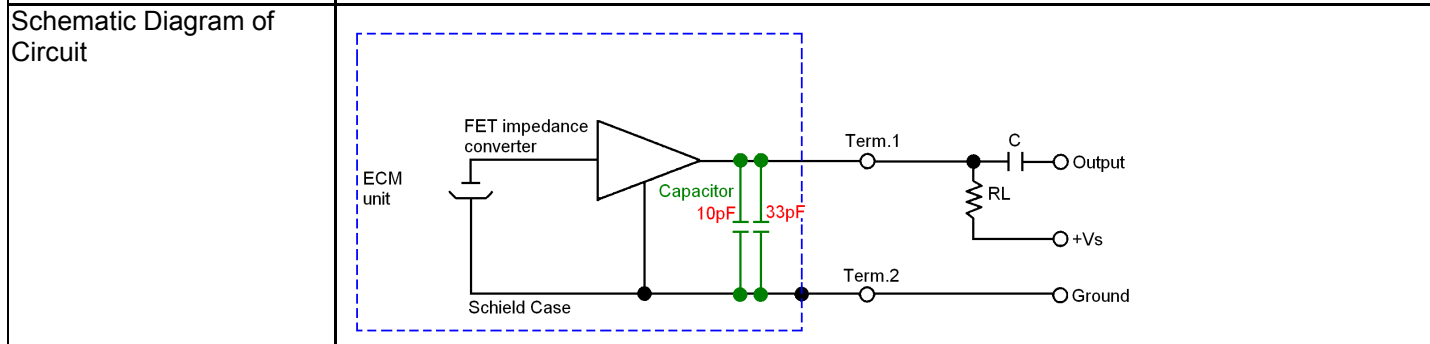 Schematic Diagram of
Circuit
FET impedance
converter
ECM
unit
Capacitor
10pF
33pF
Schield Case
Term.1
C
Output
RL
+Vs
Term.2
Ground